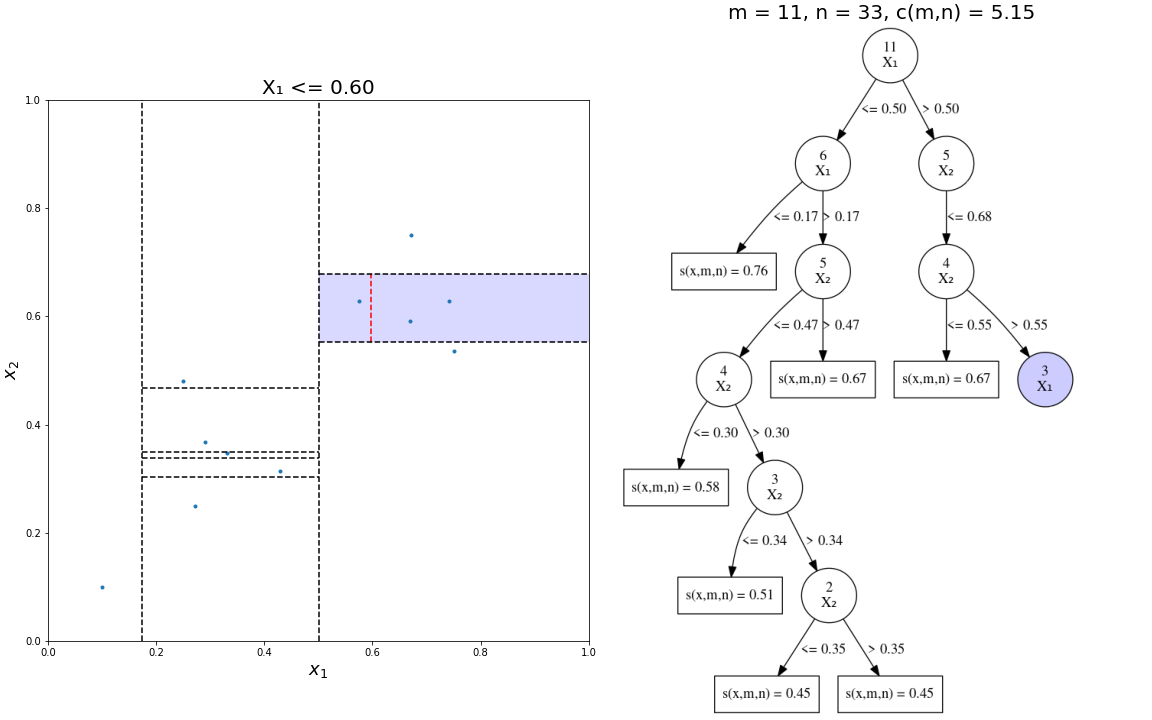 X₁ <= 0.60
1.0
0.8
0.6
0.4
0.2
0.0
x₂
0.0 0.2 0.4 0.6 0.8 1.0
x₁
m = 11, n = 33, c(m,n) = 5.15
11
X₁
<= 0.50
> 0.50
6
X₁
5
X₂
<= 0.17
> 0.17
<= 0.68
s(x,m,n) = 0.76
5
X₂
4
X₂
<= 0.47
> 0.47
<= 0.55
> 0.55
4
X₂
s(x,m,n) = 0.67
s(x,m,n) = 0.67
3
X₁
<= 0.30
> 0.30
s(x,m,n) = 0.58
3
X₂
<= 0.34
> 0.34
s(x,m,n) = 0.51
2
X₂
<= 0.35
> 0.35
s(x,m,n) = 0.45
s(x,m,n) = 0.45